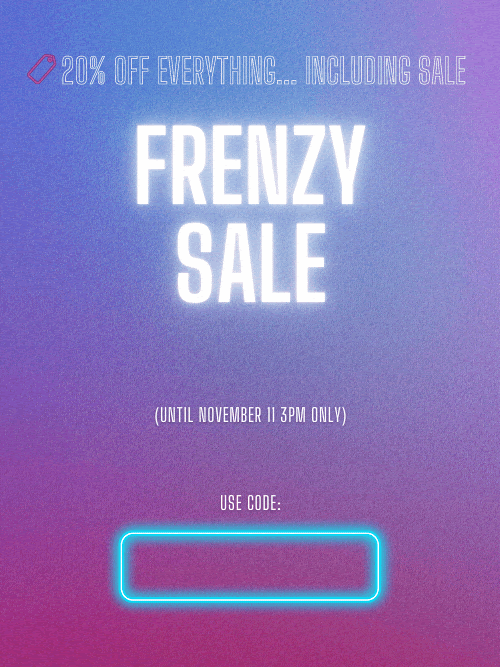 20% OFF EVERYTHING... INCLUDING SALE
FRENZY
SALE
(UNTIL NOVEMBER 11 3PM ONLY)
USE CODE: